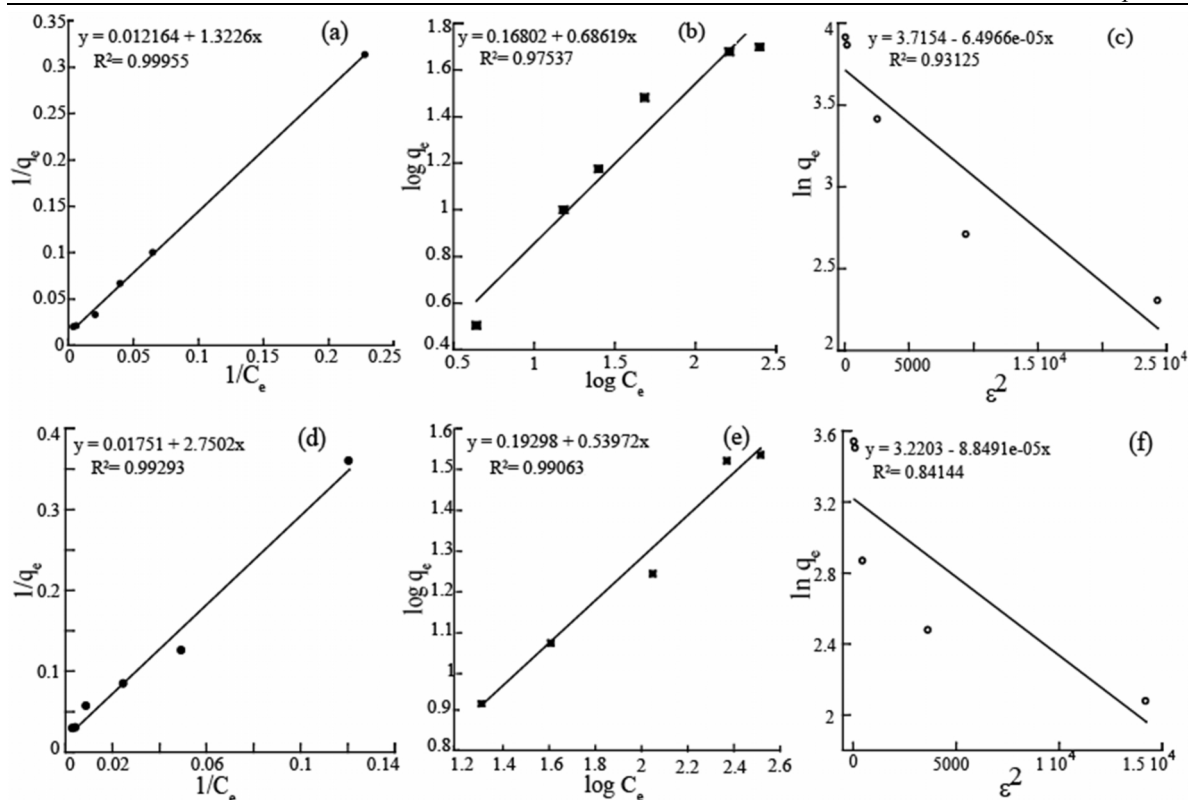 y = 0.012164 + 1.3226x
R²= 0.99955
(a)
0.35
0.3
0.25
0.2
0.15
0.1
0.05
0
1/qe
0 0.05 0.1 0.15 0.2 0.25
1/Ce
y = 0.16802 + 0.68619x
R²= 0.97537
(b)
1.8
1.6
1.4
1.2
1
0.8
0.6
0.4
log qe
0.5 1 1.5 2 2.5
log Ce
y = 3.7154 - 6.4966e-05x
R²= 0.93125
(c)
4
3.5
3
2.5
2
ln qe
0 5000 1.5 10⁴ 2.5 10⁴
ε²
y = 0.01751 + 2.7502x
R²= 0.99293
(d)
0.4
0.3
0.2
0.1
0
1/qe
0 0.02 0.06 0.1 0.14
1/Ce
y = 0.19298 + 0.53972x
R²= 0.99063
(e)
1.6
1.5
1.4
1.3
1.2
1.1
1
0.9
0.8
log qe
1.2 1.4 1.6 1.8 2 2.2 2.4 2.6
log Ce
y = 3.2203 - 8.8491e-05x
R²= 0.84144
(f)
3.6
3.2
2.8
2.4
2
ln qe
0 5000 1 10⁴ 1.5 10⁴
ε²